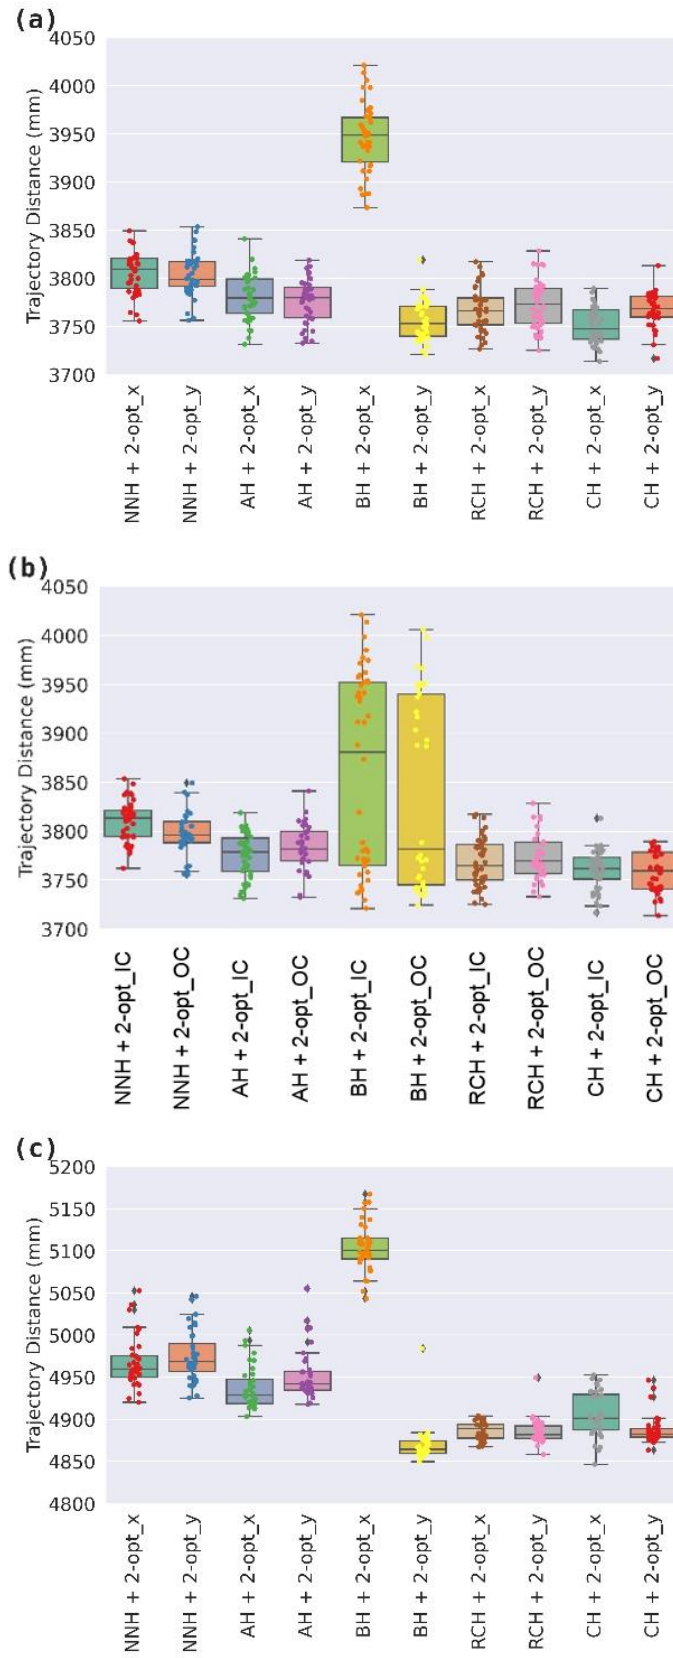 (a)
Trajectory Distance (mm)
4050
4000
3950
3900
3850
3800
3750
3700
NNH + 2-opt_x
NNH + 2-opt_y
AH + 2-opt_x
AH + 2-opt_y
BH + 2-opt_x
BH + 2-opt_y
RCH + 2-opt_x
RCH + 2-opt_y
CH + 2-opt_x
CH + 2-opt_y
(b)
Trajectory Distance (mm)
4050
4000
3950
3900
3850
3800
3750
3700
NNH + 2-opt_IC
NNH + 2-opt_OC
AH + 2-opt_IC
AH + 2-opt_OC
BH + 2-opt_IC
BH + 2-opt_OC
RCH + 2-opt_IC
RCH + 2-opt_OC
CH + 2-opt_IC
CH + 2-opt_OC
(c)
Trajectory Distance (mm)
5200
5150
5100
5050
5000
4950
4900
4850
4800
NNH + 2-opt_x
NNH + 2-opt_y
AH + 2-opt_x
AH + 2-opt_y
BH + 2-opt_x
BH + 2-opt_y
RCH + 2-opt_x
RCH + 2-opt_y
CH + 2-opt_x
CH + 2-opt_y